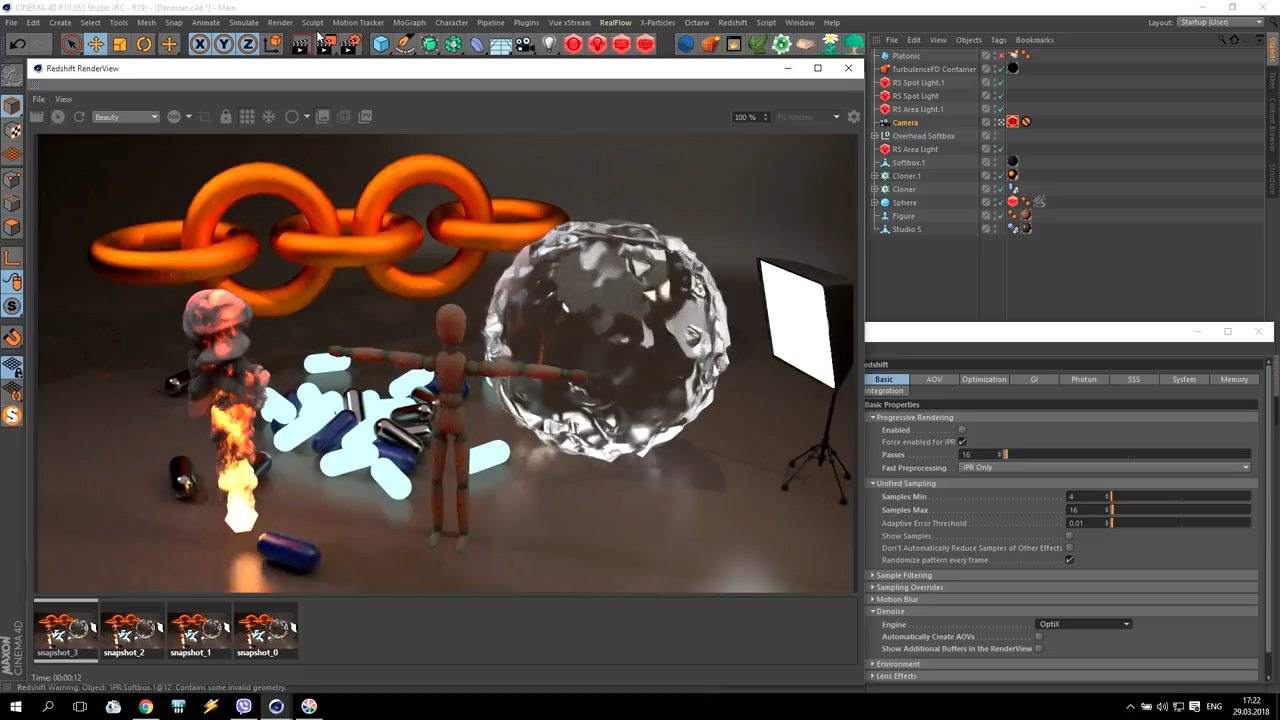 CINEMA 4D R19.053 Studio (RC - R19) - [Denoiser.c4d *] - Main
File Edit Create Select Tools Mesh Snap Animate Simulate Render Sculpt Motion Tracker MoGraph Character Pipeline Plugins Vue xStream RealFlow X-Particles Octane Redshift Script Window Help
Layout: Startup (User)
File Edit View Objects Tags Bookmarks
Redshift RenderView
File View
Beauty
100 %
Fit Window
Platonic
TurbulenceFD Container
RS Spot Light.1
RS Spot Light
RS Area Light.1
Camera
Overhead Softbox
RS Area Light
Softbox.1
Cloner.1
Cloner
Sphere
Figure
Studio S
Objects
Takes
Content Browser
Structure
edshift
Basic AOV Optimization GI Photon SSS System Memory
Integration
Basic Properties
Progressive Rendering
Enabled
Force enabled for IPR
Passes 16
Fast Preprocessing IPR Only
Unified Sampling
Samples Min 4
Samples Max 16
Adaptive Error Threshold 0.01
Show Samples
Don't Automatically Reduce Samples of Other Effects
Randomize pattern every frame
Sample Filtering
Sampling Overrides
Motion Blur
Denoise
Engine OptiX
Automatically Create AOVs
Show Additional Buffers in the RenderView
Environment
Lens Effects
snapshot_3 snapshot_2 snapshot_1 snapshot_0
Time: 00:00:12
Redshift Warning: Object: 'IPR:Softbox.1@12' Contains some invalid geometry.
MAXON
CINEMA 4D
ENG
17:22
29.03.2018